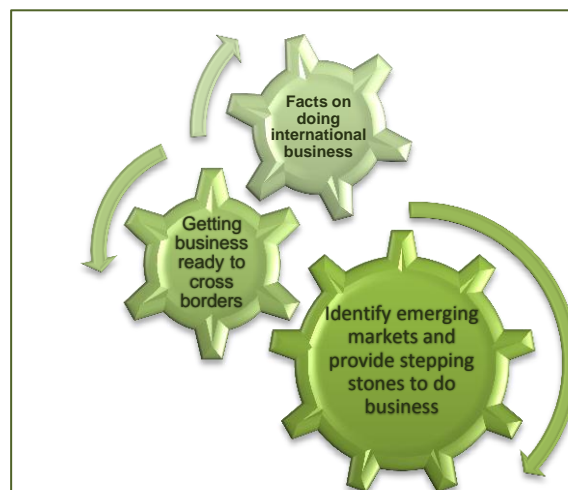 Facts on
doing
international
business
Getting
business
ready to
cross
borders
Identify emerging
markets and
provide stepping
stones to do
business